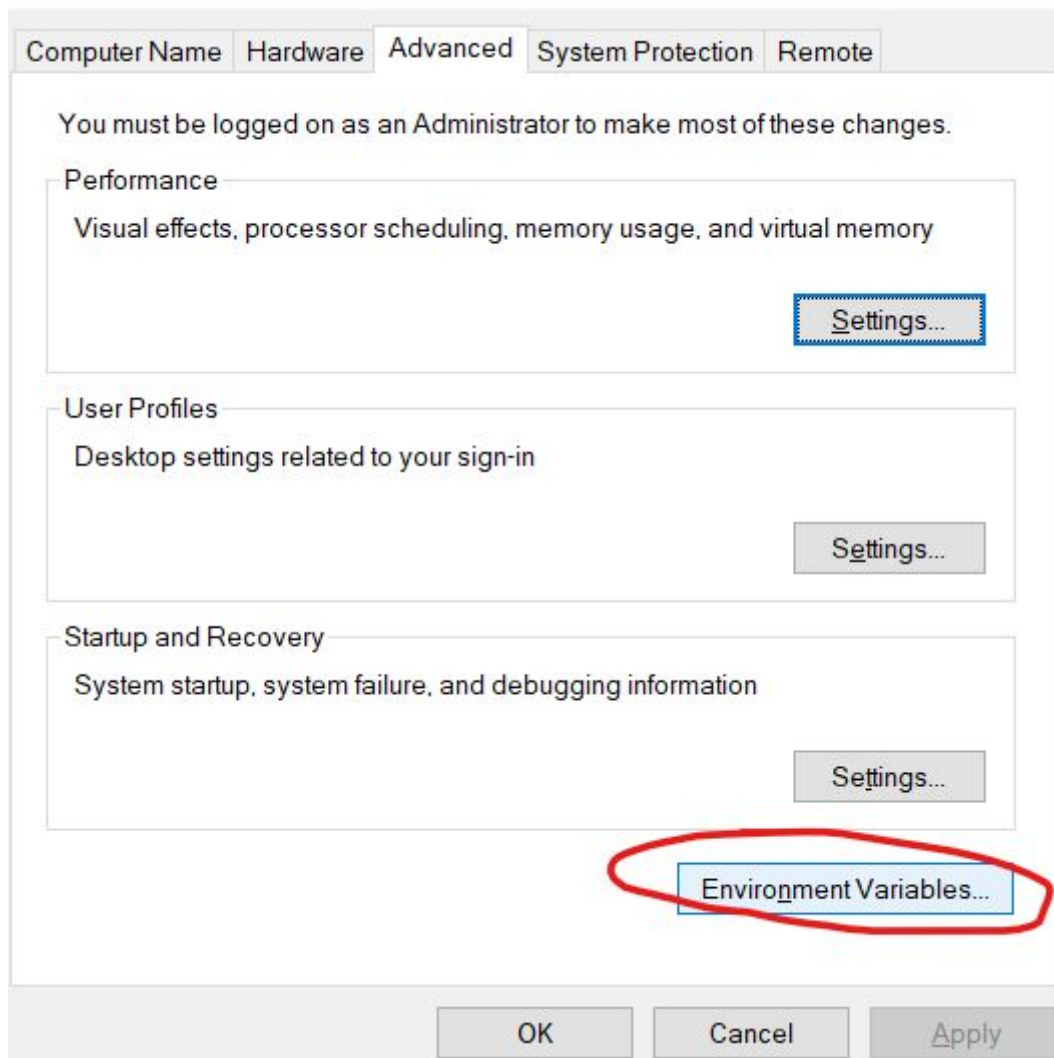 Computer Name Hardware Advanced System Protection Remote
You must be logged on as an Administrator to make most of these changes.
Performance
Visual effects, processor scheduling, memory usage, and virtual memory
Settings...
User Profiles
Desktop settings related to your sign-in
Settings...
Startup and Recovery
System startup, system failure, and debugging information
Settings...
Environment Variables...
OK Cancel Apply